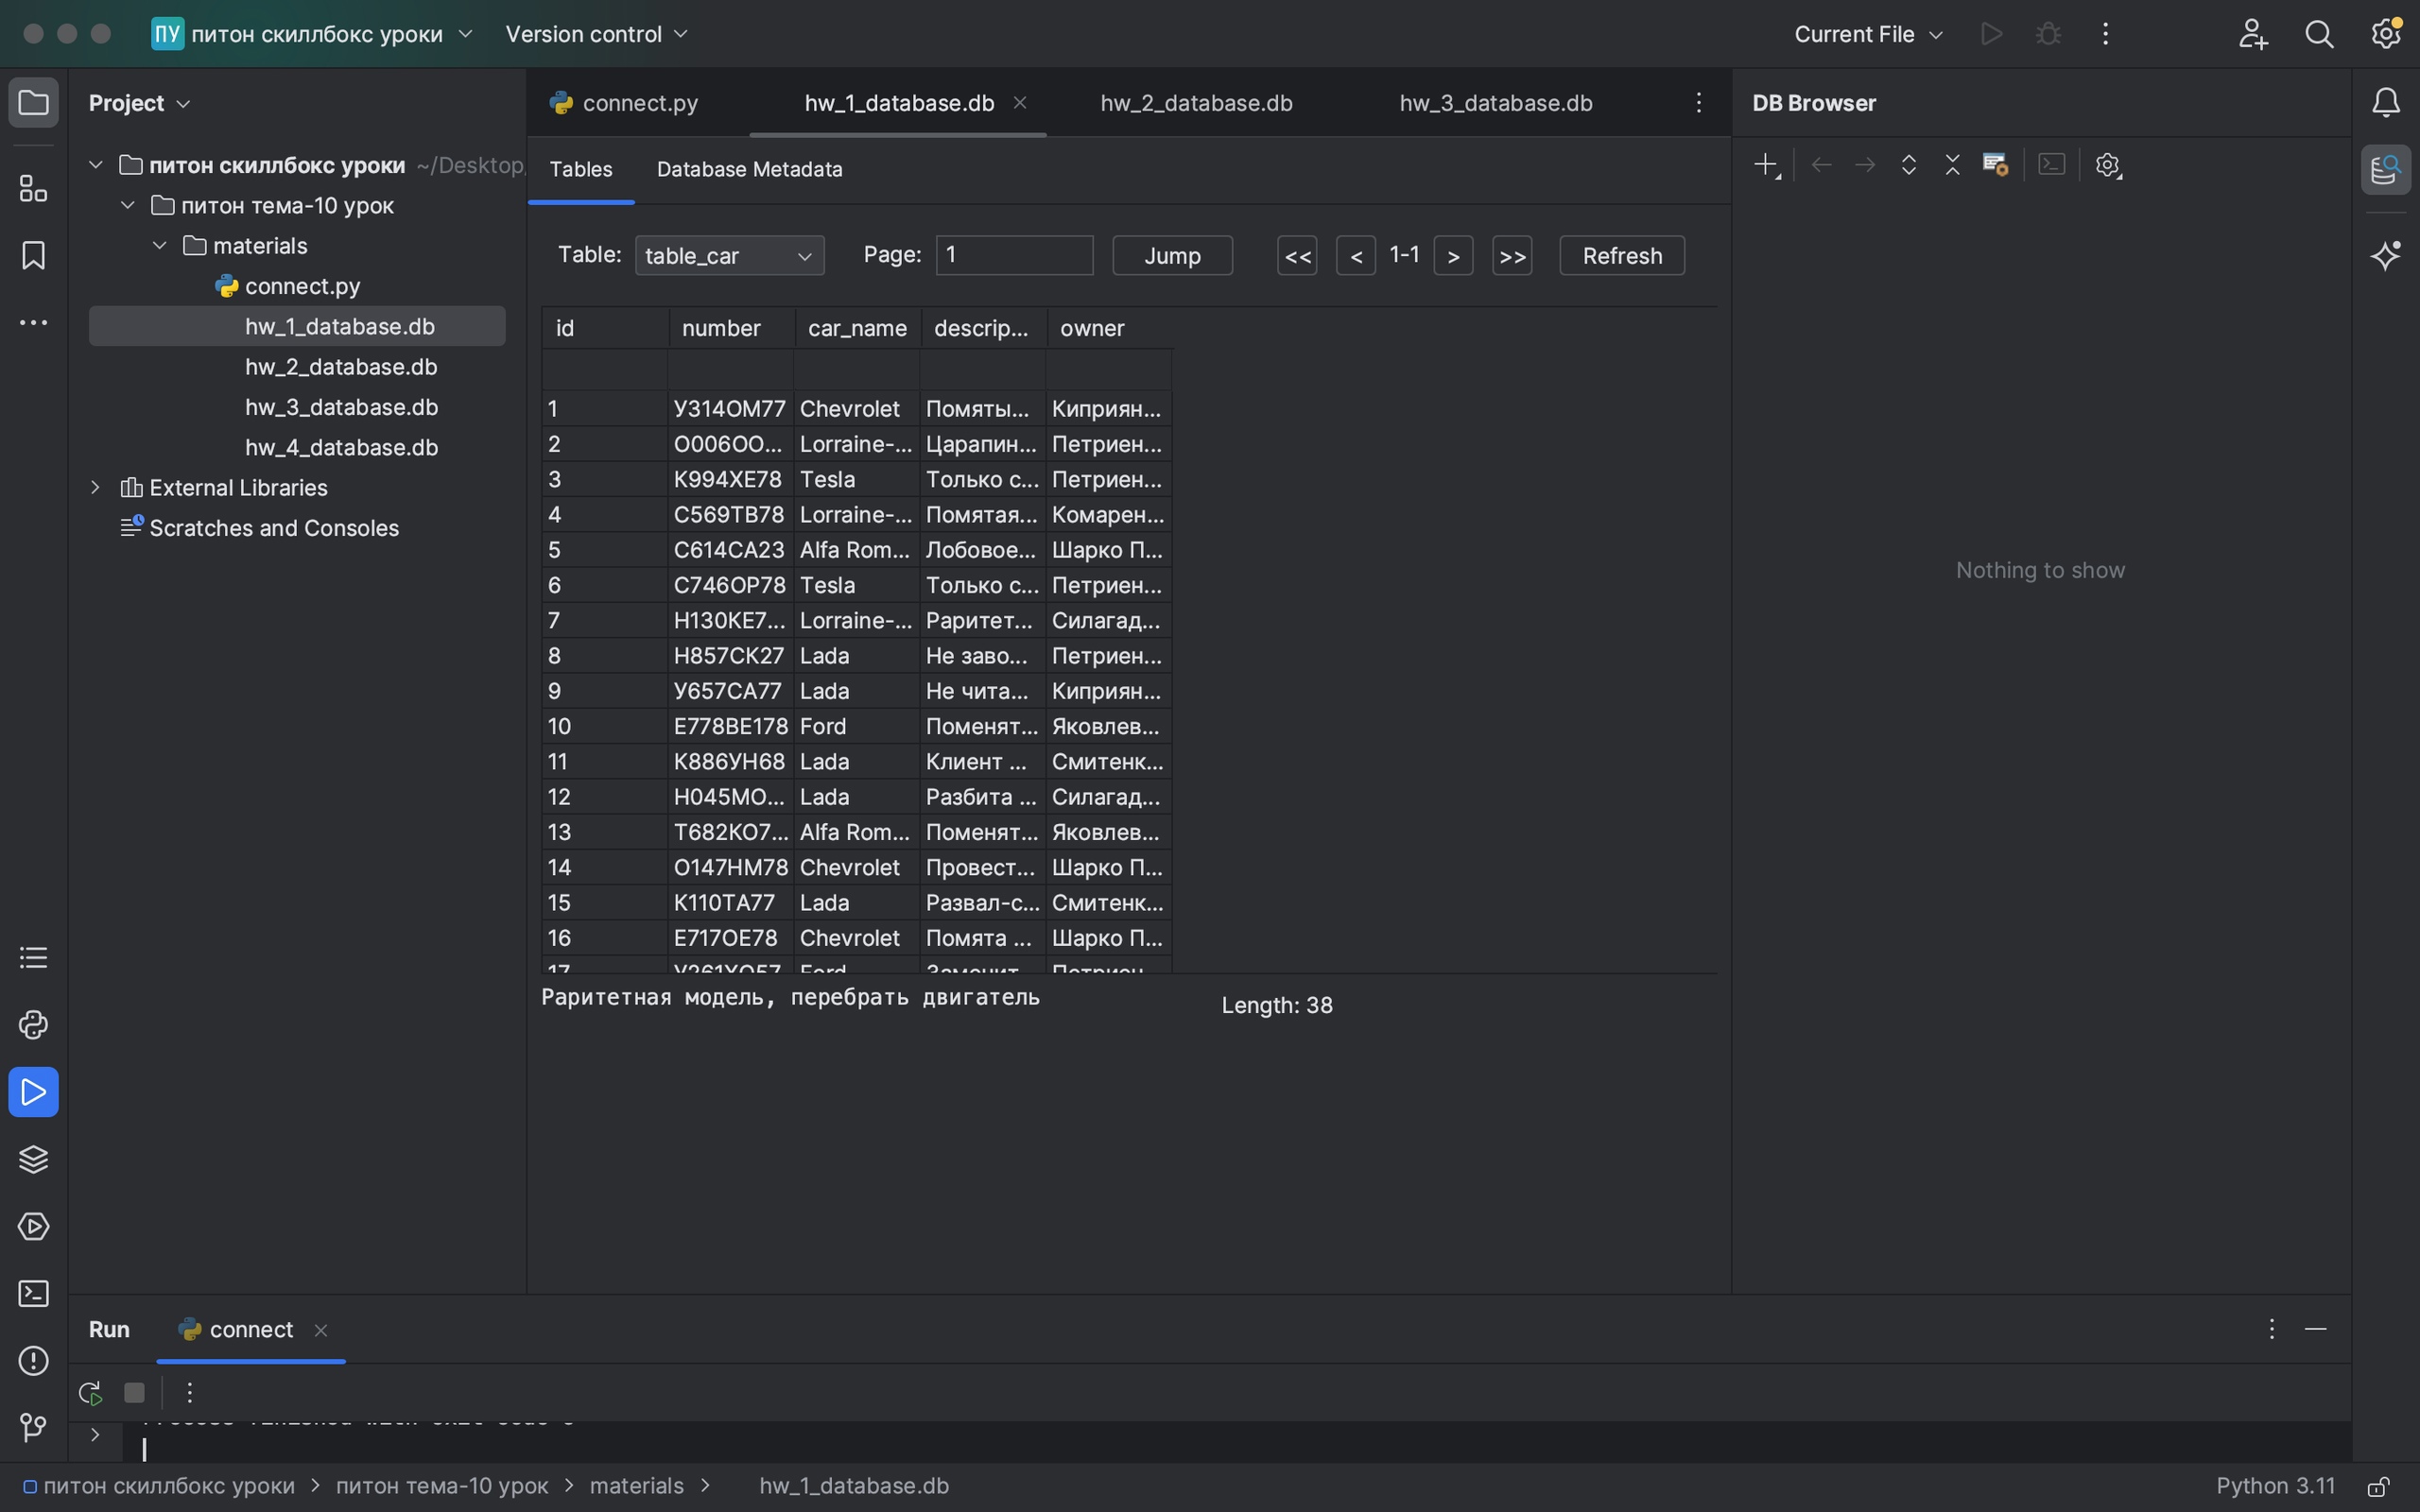 ПУ питон скиллбокс уроки Version control Current File
Project
питон скиллбокс уроки ~/Desktop
питон тема-10 урок
materials
connect.py
hw_1_database.db
hw_2_database.db
hw_3_database.db
hw_4_database.db
External Libraries
Scratches and Consoles
connect.py hw_1_database.db hw_2_database.db hw_3_database.db
Tables Database Metadata
Table: table_car Page: 1 Jump << < 1-1 > >> Refresh
id number car_name descrip... owner
1 У314ОМ77 Chevrolet Помяты... Киприян...
2 О006ОО... Lorraine-... Царапин... Петриен...
3 К994ХЕ78 Tesla Только с... Петриен...
4 С569ТВ78 Lorraine-... Помятая... Комарен...
5 С614СА23 Alfa Rom... Лобовое... Шарко П...
6 С746ОР78 Tesla Только с... Петриен...
7 Н130КЕ7... Lorraine-... Раритет... Силагад...
8 Н857СК27 Lada Не заво... Петриен...
9 У657СА77 Lada Не чита... Киприян...
10 Е778ВЕ178 Ford Поменят... Яковлев...
11 К886УН68 Lada Клиент ... Смитенк...
12 Н045МО... Lada Разбита ... Силагад...
13 Т682КО7... Alfa Rom... Поменят... Яковлев...
14 О147НМ78 Chevrolet Провест... Шарко П...
15 К110ТА77 Lada Развал-с... Смитенк...
16 Е717ОЕ78 Chevrolet Помята ... Шарко П...
Раритетная модель, перебрать двигатель
Length: 38
DB Browser
Nothing to show
Run connect
питон скиллбокс уроки > питон тема-10 урок > materials > hw_1_database.db Python 3.11